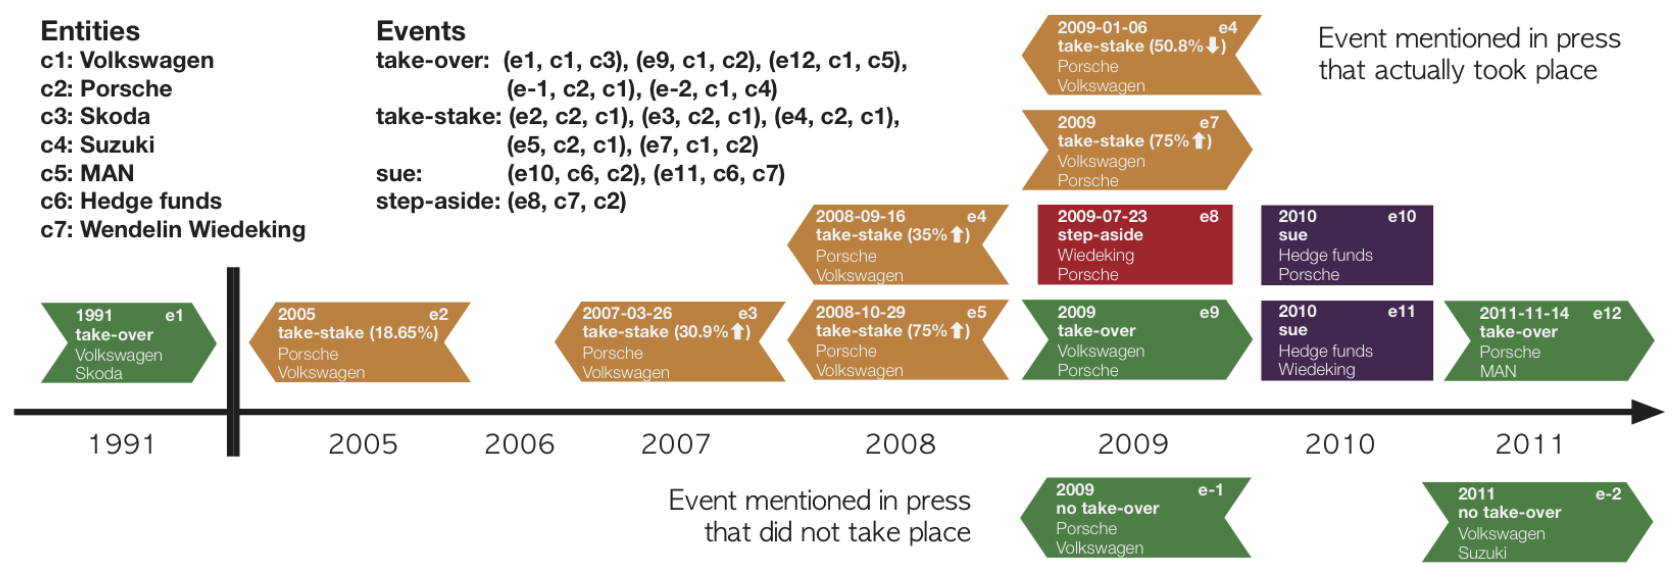 Entities
c1: Volkswagen
c2: Porsche
c3: Skoda
c4: Suzuki
c5: MAN
c6: Hedge funds
c7: Wendelin Wiedeking
Events
take-over: (e1, c1, c3), (e9, c1, c2), (e12, c1, c5),
(e-1, c2, c1), (e-2, c1, c4)
take-stake: (e2, c2, c1), (e3, c2, c1), (e4, c2, c1),
(e5, c2, c1), (e7, c1, c2)
sue: (e10, c6, c2), (e11, c6, c7)
step-aside: (e8, c7, c2)
2009-01-06 e4
take-stake (50.8%⬇)
Porsche
Volkswagen
Event mentioned in press
that actually took place
2009 e7
take-stake (75%⬆)
Volkswagen
Porsche
2008-09-16 e4
take-stake (35%⬆)
Porsche
Volkswagen
2009-07-23 e8
step-aside
Wiedeking
Porsche
2010 e10
sue
Hedge funds
Porsche
1991 e1
take-over
Volkswagen
Skoda
2005 e2
take-stake (18.65%)
Porsche
Volkswagen
2007-03-26 e3
take-stake (30.9%⬆)
Porsche
Volkswagen
2008-10-29 e5
take-stake (75%⬆)
Porsche
Volkswagen
2009 e9
take-over
Volkswagen
Porsche
2010 e11
sue
Hedge funds
Wiedeking
2011-11-14 e12
take-over
Porsche
MAN
1991 2005 2006 2007 2008 2009 2010 2011
Event mentioned in press
that did not take place
2009 e-1
no take-over
Porsche
Volkswagen
2011 e-2
no take-over
Volkswagen
Suzuki